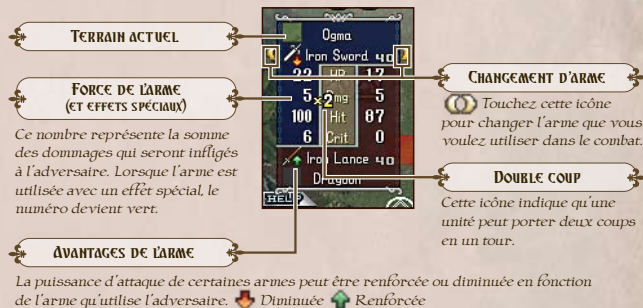 TERRAIN ACTUEL
FORCE DE L'ARME
(ET EFFETS SPÉCIAUX)
Ce nombre représente la somme
des dommages qui seront infligés
à l'adversaire. Lorsque l'arme est
utilisée avec un effet spécial, le
numéro devient vert.
AVANTAGES DE L'ARME
La puissance d'attaque de certaines armes peut être renforcée ou diminuée en fonction
de l'arme qu'utilise l'adversaire. Diminuée Renforcée
Ogma
Iron Sword 40
22 HP 17
5 ×2 Dmg 5
100 Hit 87
6 Crit 0
Iron Lance 40
Dragoon
HELP
CHANGEMENT D'ARME
Touchez cette icône
pour changer l'arme que vous
voulez utiliser dans le combat.
DOUBLE COUP
Cette icône indique qu'une
unité peut porter deux coups
en un tour.